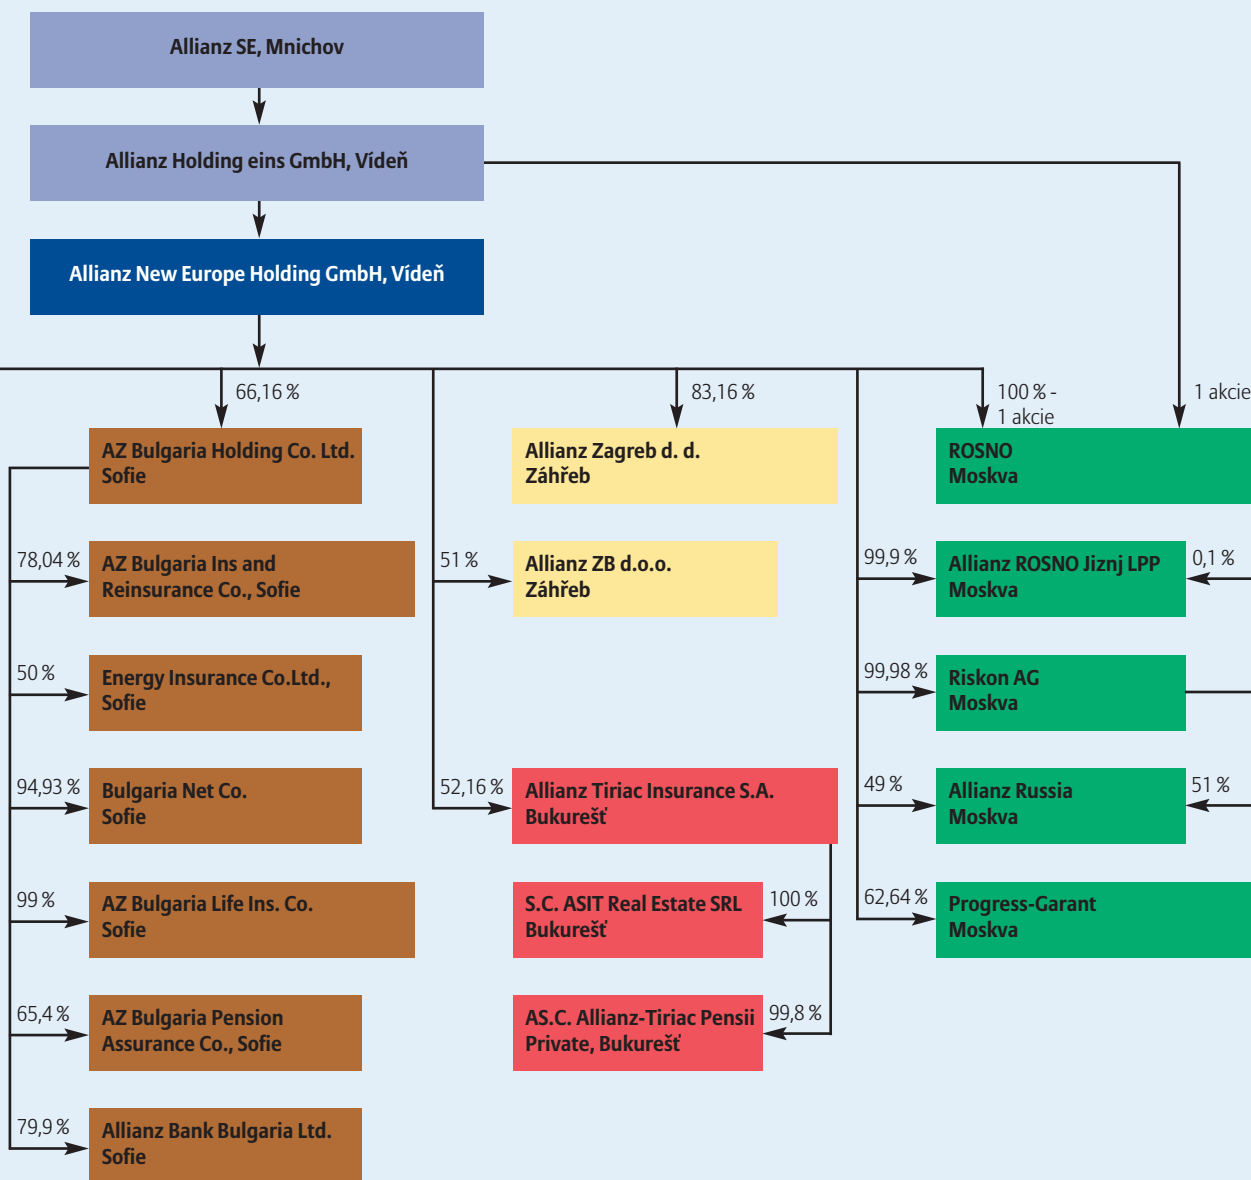 Allianz SE, Mnichov
Allianz Holding eins GmbH, Vídeň
Allianz New Europe Holding GmbH, Vídeň
66,16 %
83,16 %
100 % -
1 akcie
1 akcie
AZ Bulgaria Holding Co. Ltd.
Sofie
Allianz Zagreb d. d.
Záhřeb
ROSNO
Moskva
78,04 %
AZ Bulgaria Ins and
Reinsurance Co., Sofie
51 %
Allianz ZB d.o.o.
Záhřeb
99,9 %
Allianz ROSNO Jiznj LPP
Moskva
0,1 %
50 %
Energy Insurance Co.Ltd.,
Sofie
99,98 %
Riskon AG
Moskva
94,93 %
Bulgaria Net Co.
Sofie
52,16 %
Allianz Tiriac Insurance S.A.
Bukurešť
49 %
Allianz Russia
Moskva
51 %
99 %
AZ Bulgaria Life Ins. Co.
Sofie
S.C. ASIT Real Estate SRL
Bukurešť
100 %
62,64 %
Progress-Garant
Moskva
65,4 %
AZ Bulgaria Pension
Assurance Co., Sofie
AS.C. Allianz-Tiriac Pensii
Private, Bukurešť
99,8 %
79,9 %
Allianz Bank Bulgaria Ltd.
Sofie